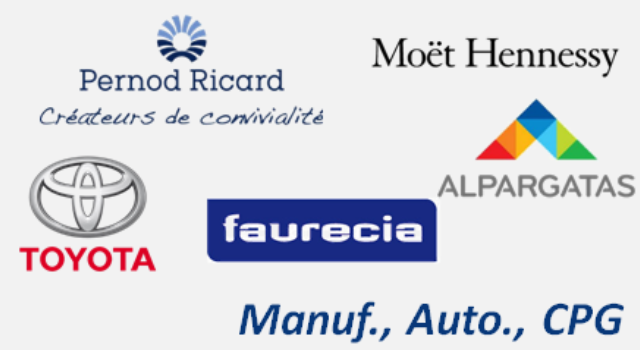 Pernod Ricard
Créateurs de convivialité
Moët Hennessy
ALPARGATAS
TOYOTA
faurecia
Manuf., Auto., CPG